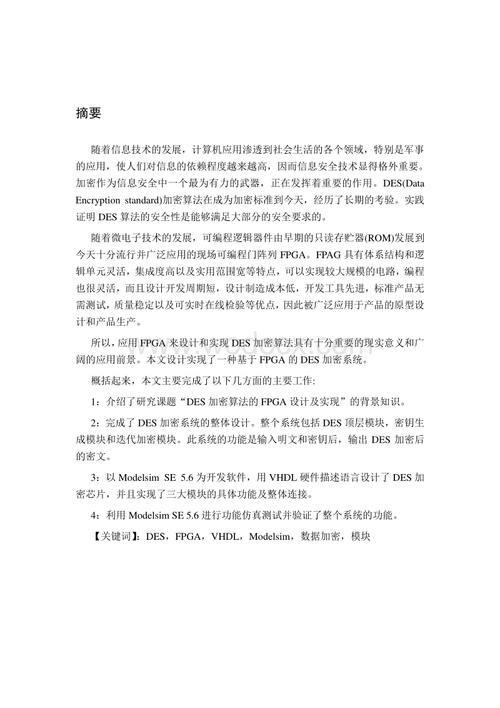 摘要
随着信息技术的发展，计算机应用渗透到社会生活的各个领域，特别是军事
的应用，使人们对信息的依赖程度越来越高，因而信息安全技术显得格外重要。
加密作为信息安全中一个最为有力的武器，正在发挥着重要的作用。DES(Data
Encryption standard)加密算法在成为加密标准到今天，经历了长期的考验。实践
证明 DES 算法的安全性是能够满足大部分的安全要求的。
随着微电子技术的发展，可编程逻辑器件由早期的只读存贮器(ROM)发展到
今天十分流行并广泛应用的现场可编程门阵列 FPGA。FPAG 具有体系结构和逻
辑单元灵活，集成度高以及实用范围宽等特点，可以实现较大规模的电路，编程
也很灵活，而且设计开发周期短，设计制造成本低，开发工具先进，标准产品无
需测试，质量稳定以及可实时在线检验等优点，因此被广泛应用于产品的原型设
计和产品生产。
所以，应用 FPGA 来设计和实现 DES 加密算法具有十分重要的现实意义和广
阔的应用前景。本文设计实现了一种基于 FPGA 的 DES 加密系统。
概括起来，本文主要完成了以下几方面的主要工作:
1：介绍了研究课题“DES 加密算法的 FPGA 设计及实现”的背景知识。
2：完成了 DES 加密系统的整体设计。整个系统包括 DES 顶层模块，密钥生
成模块和迭代加密模块。此系统的功能是输入明文和密钥后，输出 DES 加密后
的密文。
3：以 Modelsim SE 5.6 为开发软件，用 VHDL 硬件描述语言设计了 DES 加
密芯片，并且实现了三大模块的具体功能及整体连接。
4：利用 Modelsim SE 5.6 进行功能仿真测试并验证了整个系统的功能。
【关键词】：DES，FPGA，VHDL，Modelsim，数据加密，模块